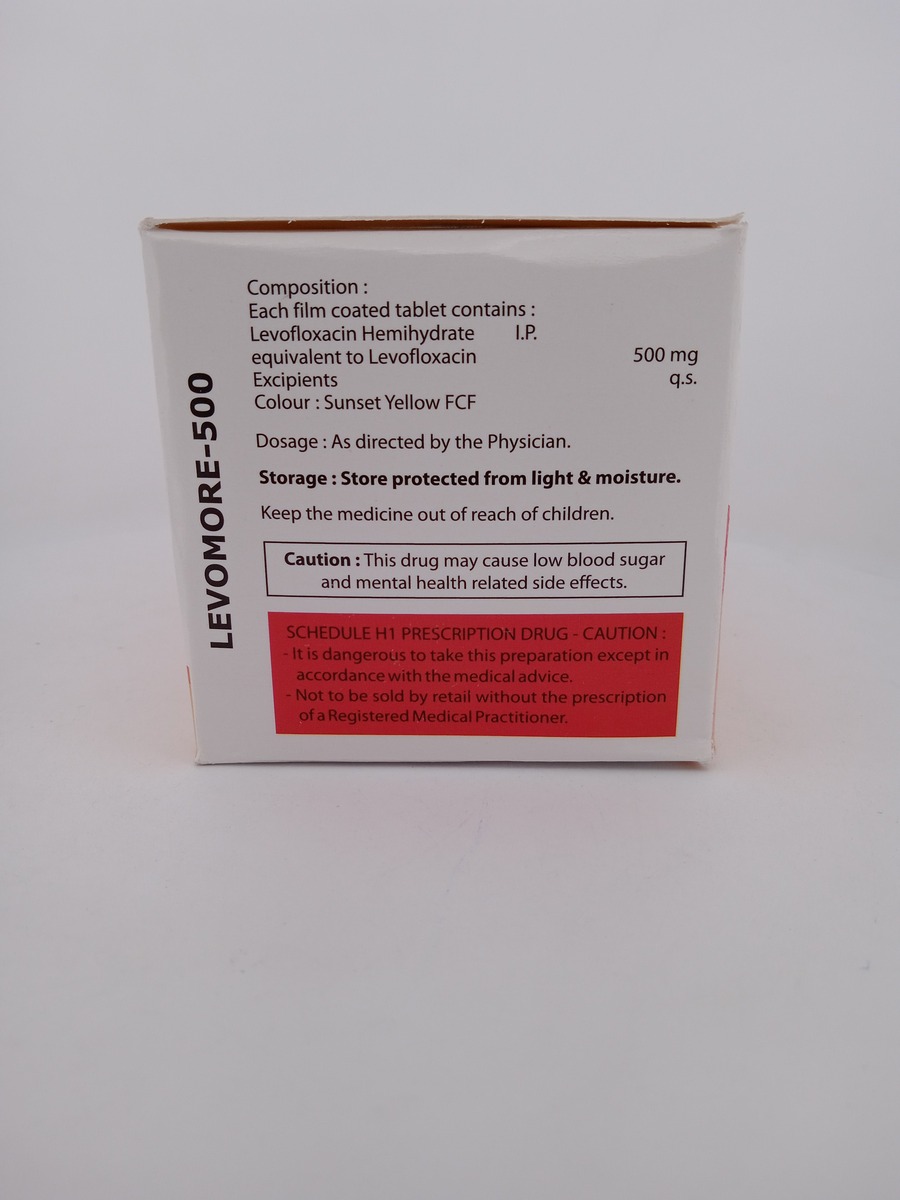 LEVOMORE-500
Composition :
Each film coated tablet contains :
Levofloxacin Hemihydrate I.P.
equivalent to Levofloxacin 500 mg
Excipients q.s.
Colour : Sunset Yellow FCF
Dosage : As directed by the Physician.
Storage : Store protected from light & moisture.
Keep the medicine out of reach of children.
Caution : This drug may cause low blood sugar
and mental health related side effects.
SCHEDULE H1 PRESCRIPTION DRUG - CAUTION :
- It is dangerous to take this preparation except in
accordance with the medical advice.
- Not to be sold by retail without the prescription
of a Registered Medical Practitioner.